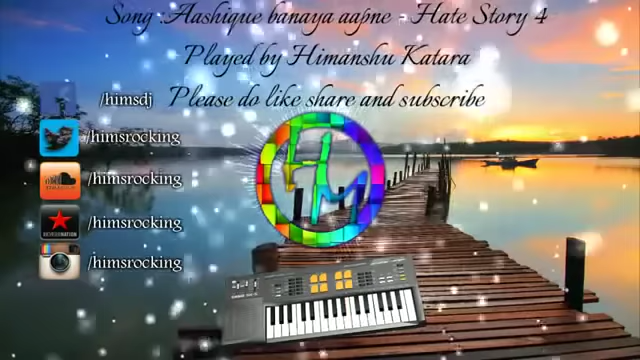 Song :Aashique banaya aapne - Hate Story 4
Played by Himanshu Katara
Please do like share and subscribe
/himsdj
/himsrocking
/himsrocking
/himsrocking
/himsrocking
HM